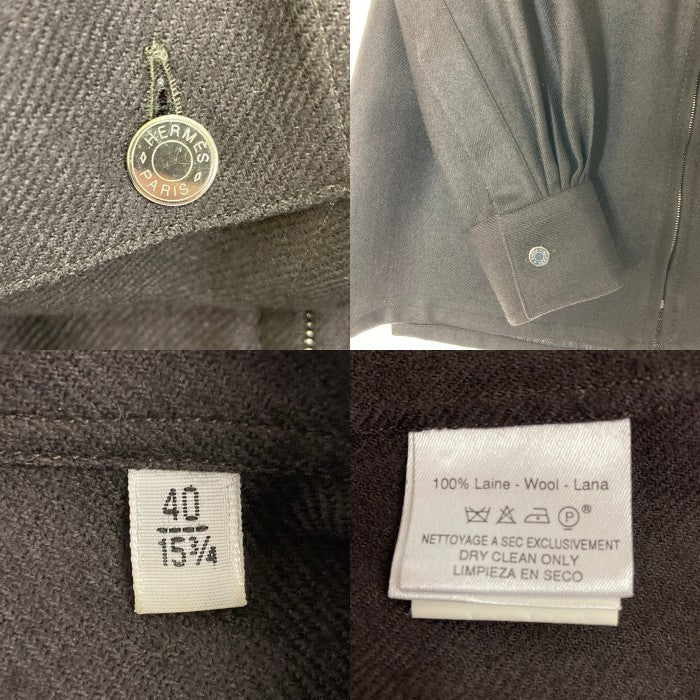 HERMÈS
PARIS
40
15¾
100% Laine - Wool - Lana
P®
NETTOYAGE A SEC EXCLUSIVEMENT
DRY CLEAN ONLY
LIMPIEZA EN SECO